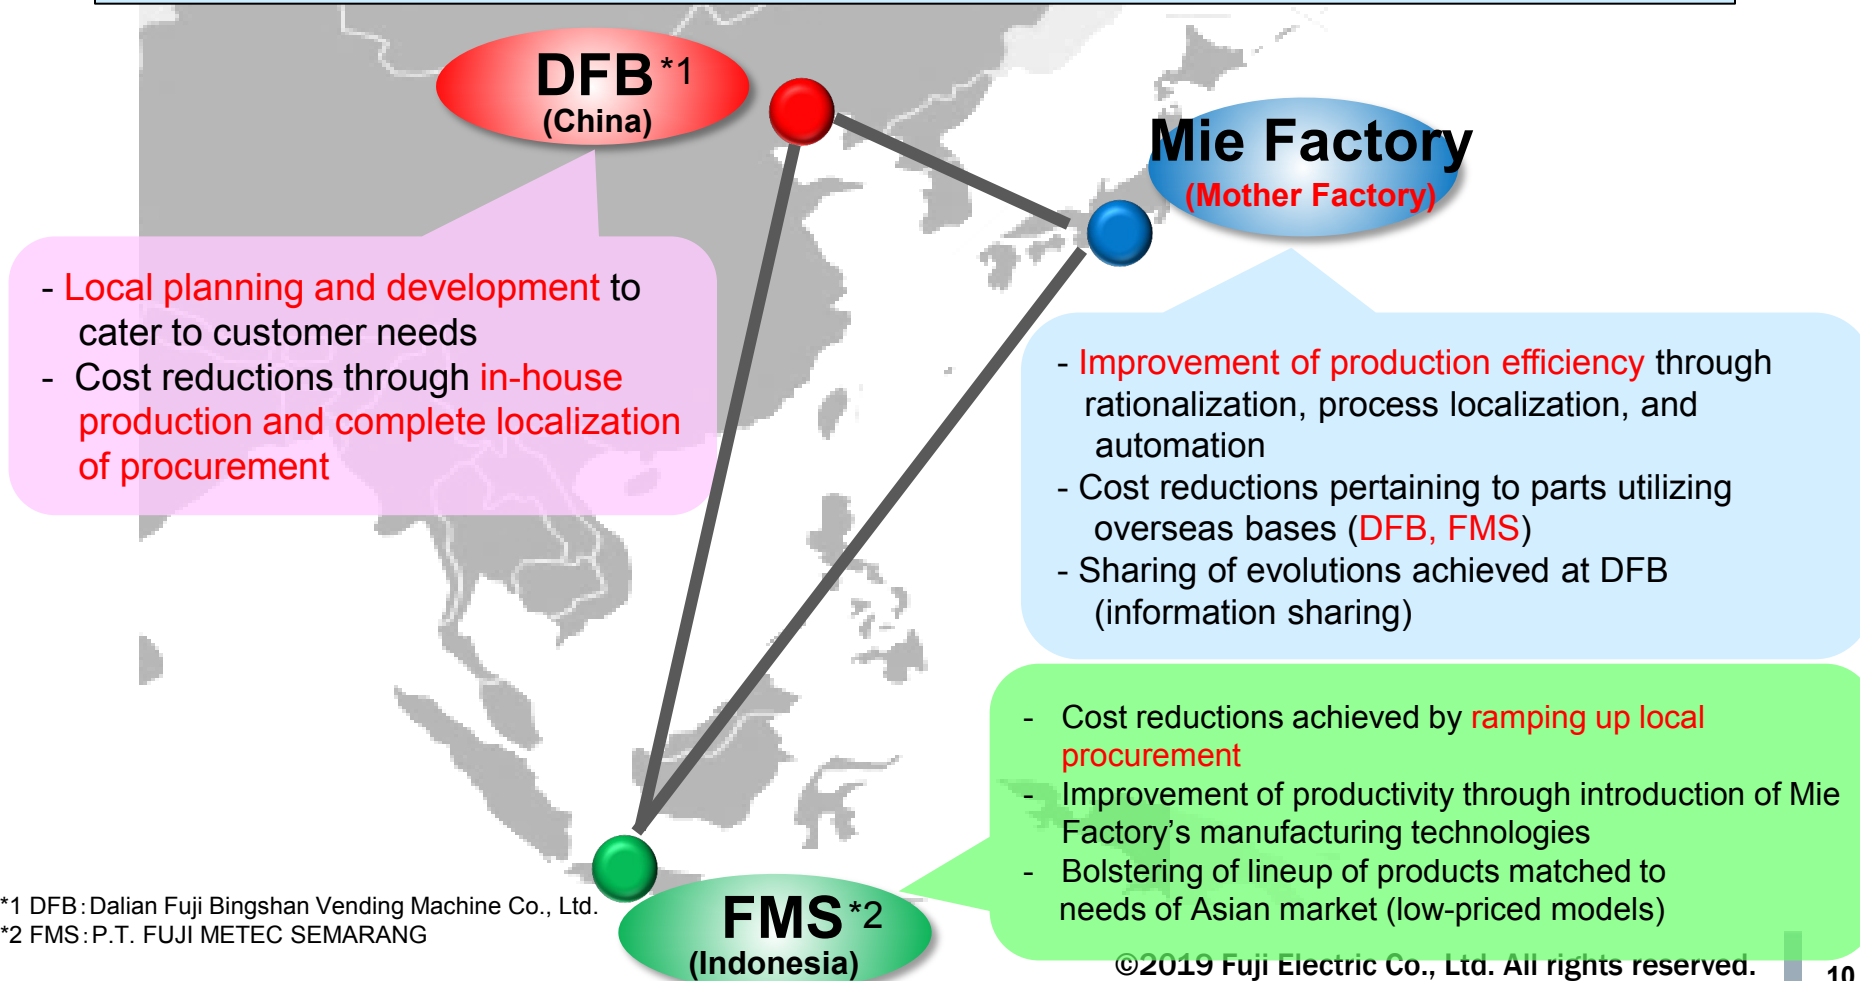 DFB *1
(China)
Mie Factory
(Mother Factory)
- Local planning and development to
cater to customer needs
- Cost reductions through in-house
production and complete localization
of procurement
- Improvement of production efficiency through
rationalization, process localization, and
automation
- Cost reductions pertaining to parts utilizing
overseas bases (DFB, FMS)
- Sharing of evolutions achieved at DFB
(information sharing)
- Cost reductions achieved by ramping up local
procurement
- Improvement of productivity through introduction of Mie
Factory's manufacturing technologies
- Bolstering of lineup of products matched to
needs of Asian market (low-priced models)
FMS *2
(Indonesia)
*1 DFB:Dalian Fuji Bingshan Vending Machine Co., Ltd.
*2 FMS:P.T. FUJI METEC SEMARANG
©2019 Fuji Electric Co., Ltd. All rights reserved.
10